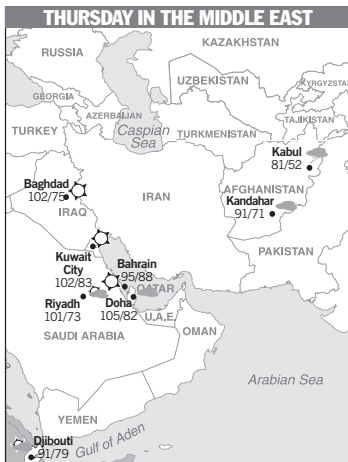 THURSDAY IN THE MIDDLE EAST
KAZAKHSTAN
RUSSIA
UZBEKISTAN
KYRGYZSTAN
GEORGIA
AZERBAIJAN
TAJIKISTAN
TURKEY
Caspian
Sea
TURKMENISTAN
Kabul
81/52
Baghdad
102/75
IRAQ
IRAN
AFGHANISTAN
Kandahar
91/71
PAKISTAN
Kuwait
City
102/83
Bahrain
95/88
QATAR
Riyadh
101/73
Doha
105/82
U.A.E.
SAUDI ARABIA
OMAN
Arabian Sea
YEMEN
Djibouti
91/79
Gulf of Aden